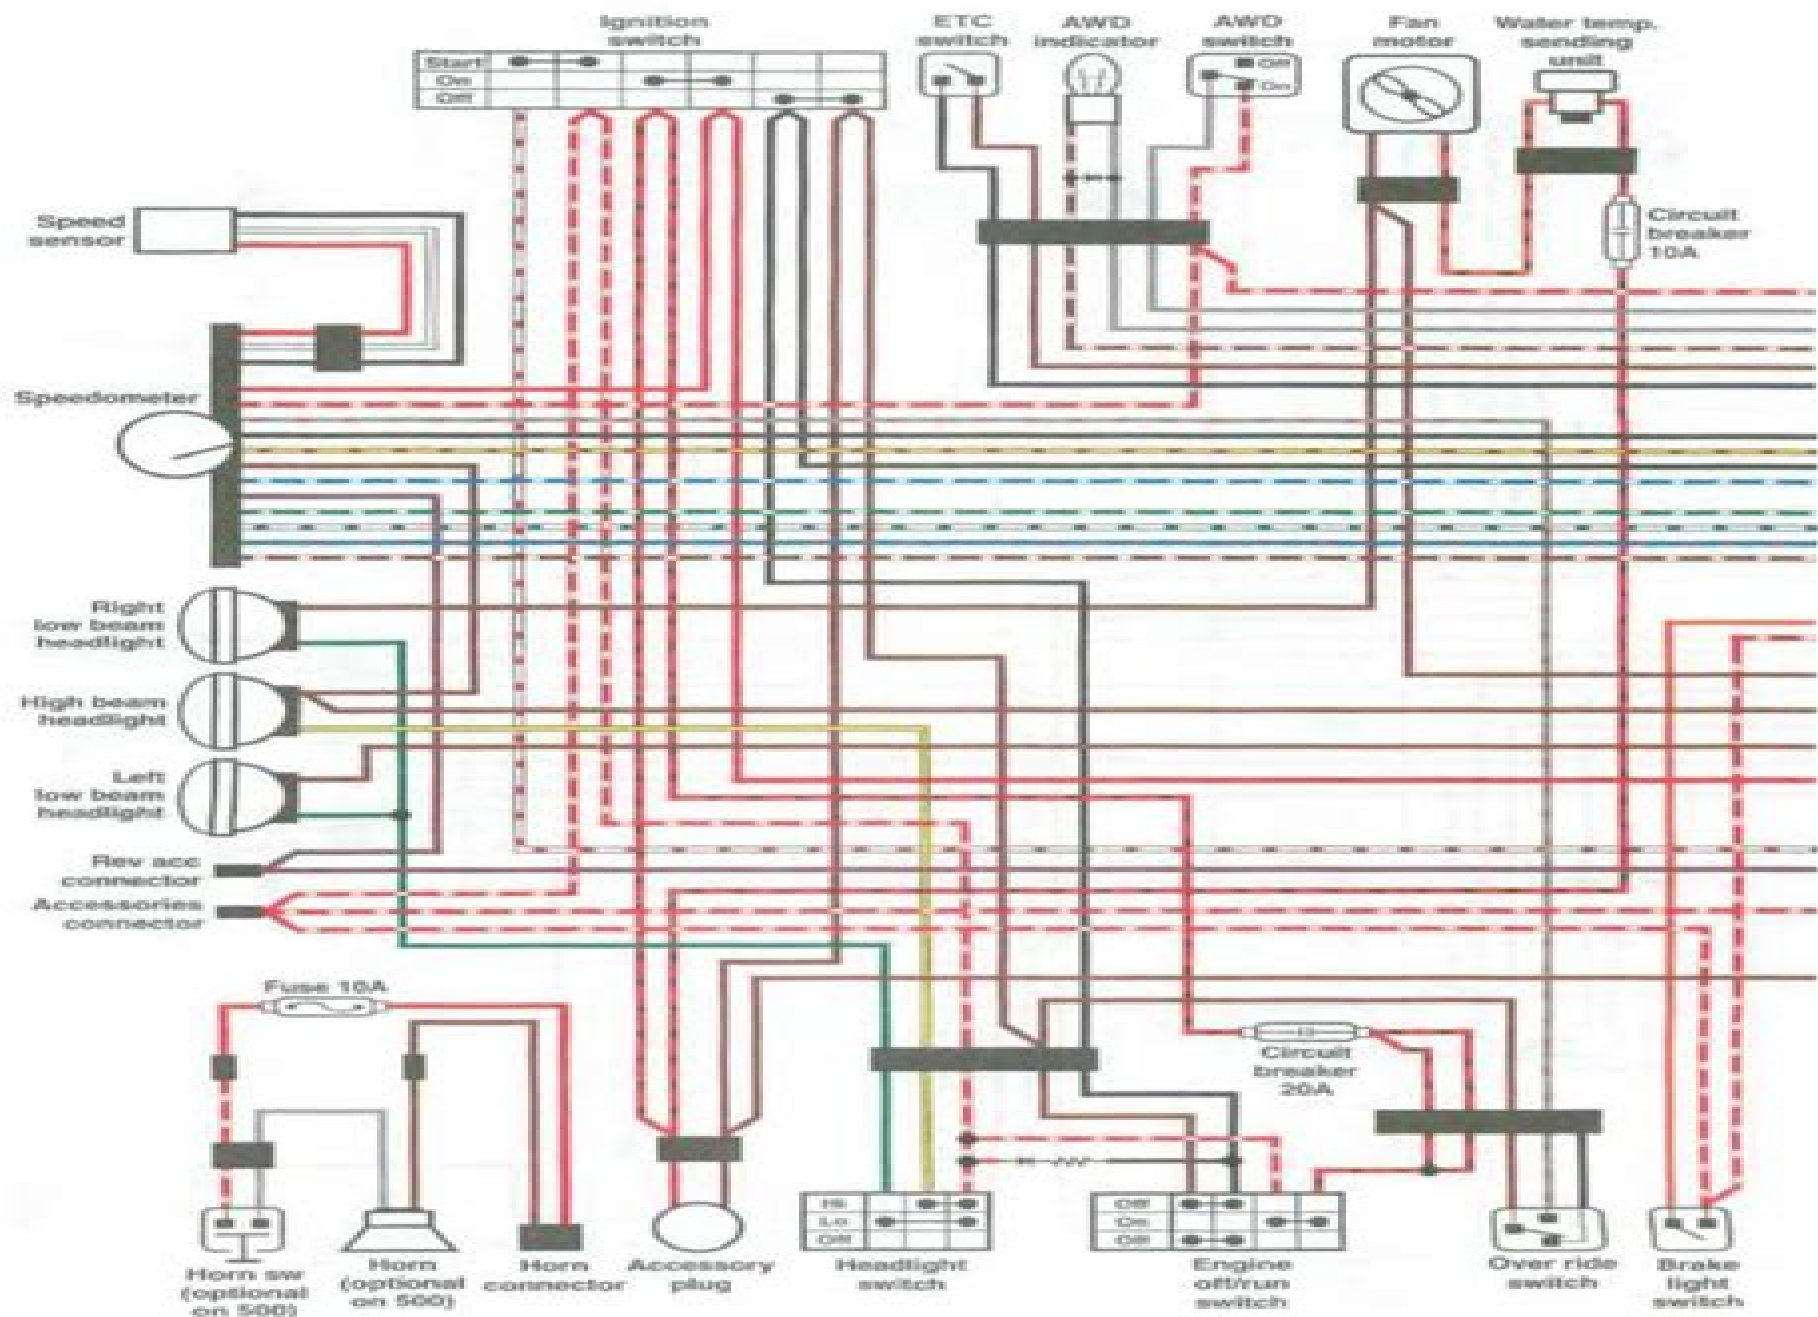 Ignition
switch
Start
On
Off
ETC
switch
AWD
indicator
AWD
switch
Off
On
Fan
motor
Water temp.
sending
unit
Circuit
breaker
10A
Speed
sensor
Speedometer
Right
low beam
headlight
High beam
headlight
Left
low beam
headlight
Rev acc
connector
Accessories
connector
Fuse 10A
Circuit
breaker
20A
Horn sw
(optional
on 500)
Horn
(optional
on 500)
Horn
connector
Accessory
plug
Hi
Lo
Off
Headlight
switch
Off
On
Off
Engine
off/run
switch
Over ride
switch
Brake
light
switch